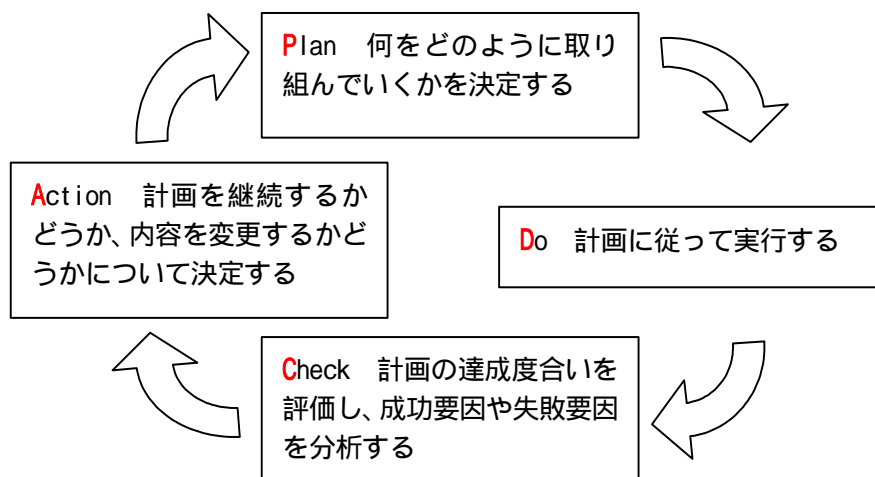 Plan 何をどのように取り
組んでいくかを決定する
Do 計画に従って実行する
Check 計画の達成度合いを
評価し、成功要因や失敗要因
を分析する
Action 計画を継続するか
どうか、内容を変更するかど
うかについて決定する